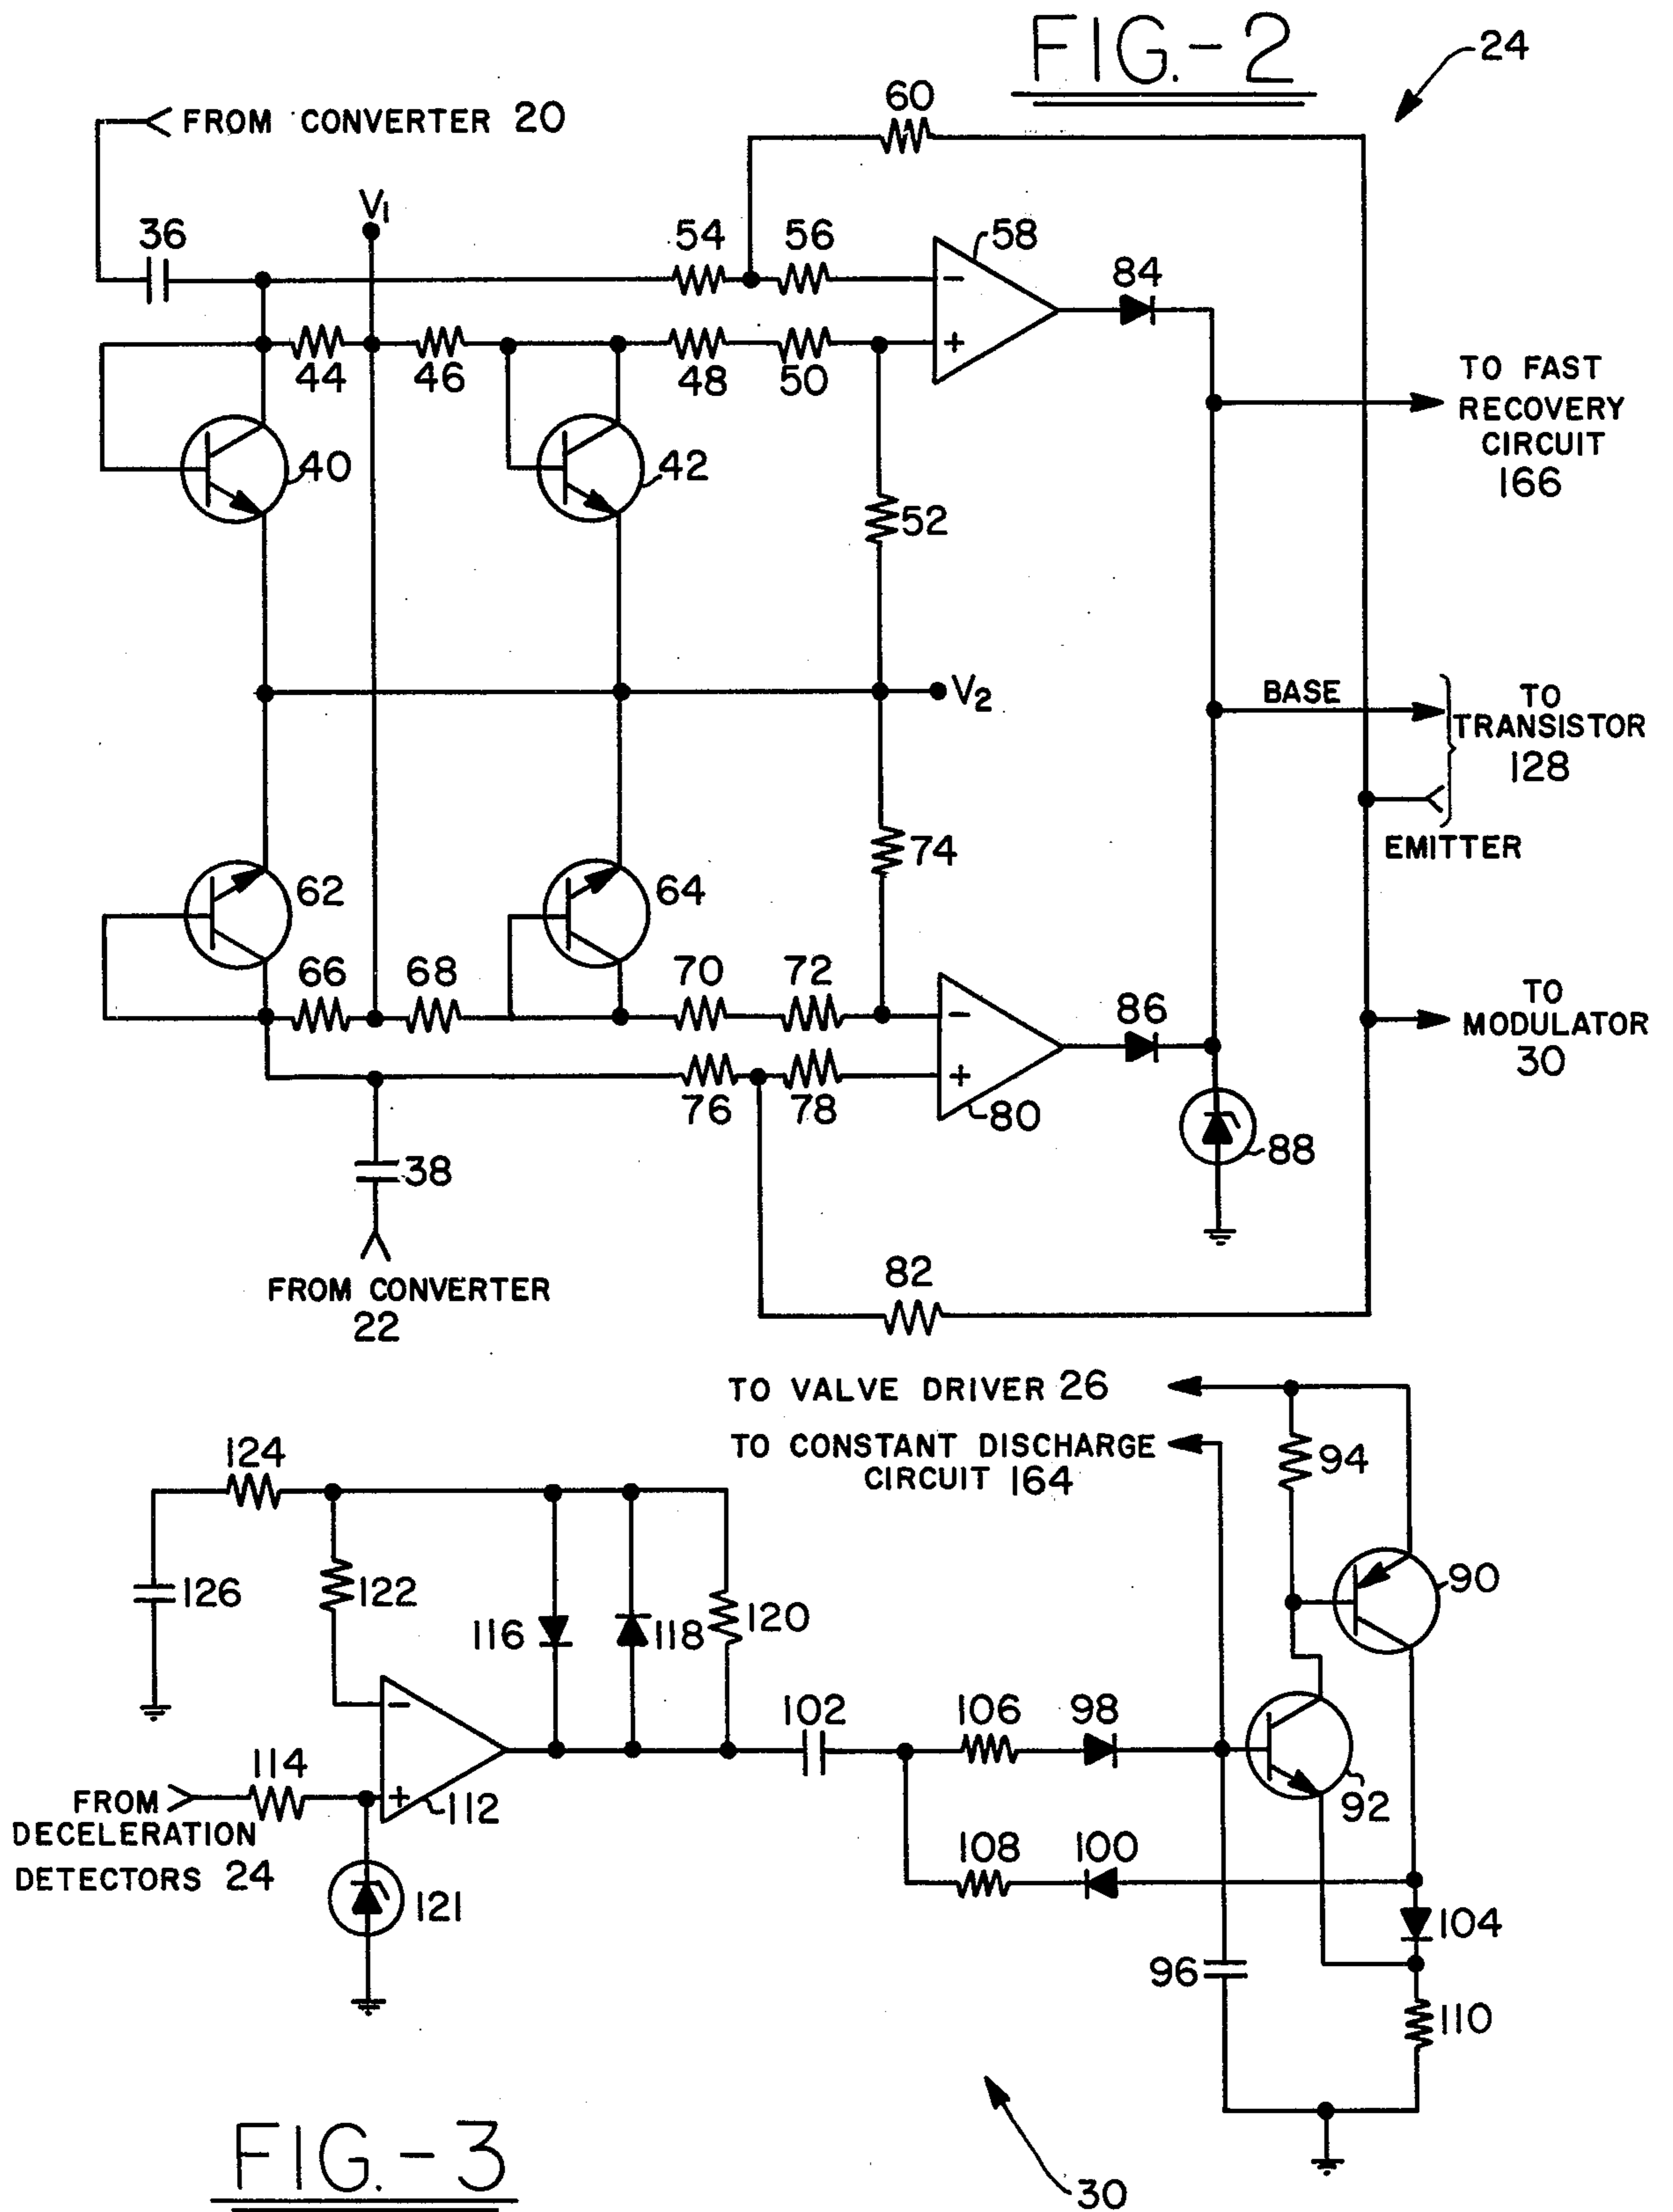 FIG.-2
24
FROM CONVERTER 20
60
V1
36
54
56
58
84
44
46
48
50
TO FAST
RECOVERY
CIRCUIT
166
40
42
52
V2
BASE
TO
TRANSISTOR
128
EMITTER
62
64
74
66
68
70
72
86
TO
MODULATOR
30
76
78
80
88
38
FROM CONVERTER
22
82
TO VALVE DRIVER 26
TO CONSTANT DISCHARGE
CIRCUIT 164
94
124
126
122
116
118
120
90
102
106
98
114
112
92
FROM
DECELERATION
DETECTORS 24
108
100
121
104
96
110
FIG.-3
30